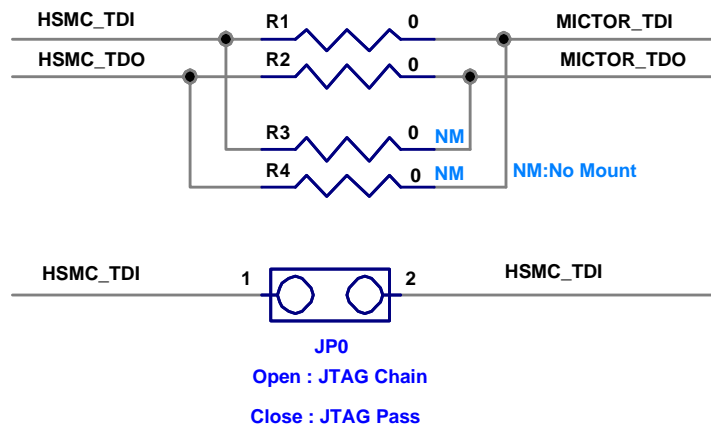 HSMC_TDI R1 0 MICTOR_TDI
HSMC_TDO R2 0 MICTOR_TDO
R3 0 NM
R4 0 NM NM:No Mount
HSMC_TDI 1 2 HSMC_TDI
JP0
Open : JTAG Chain
Close : JTAG Pass